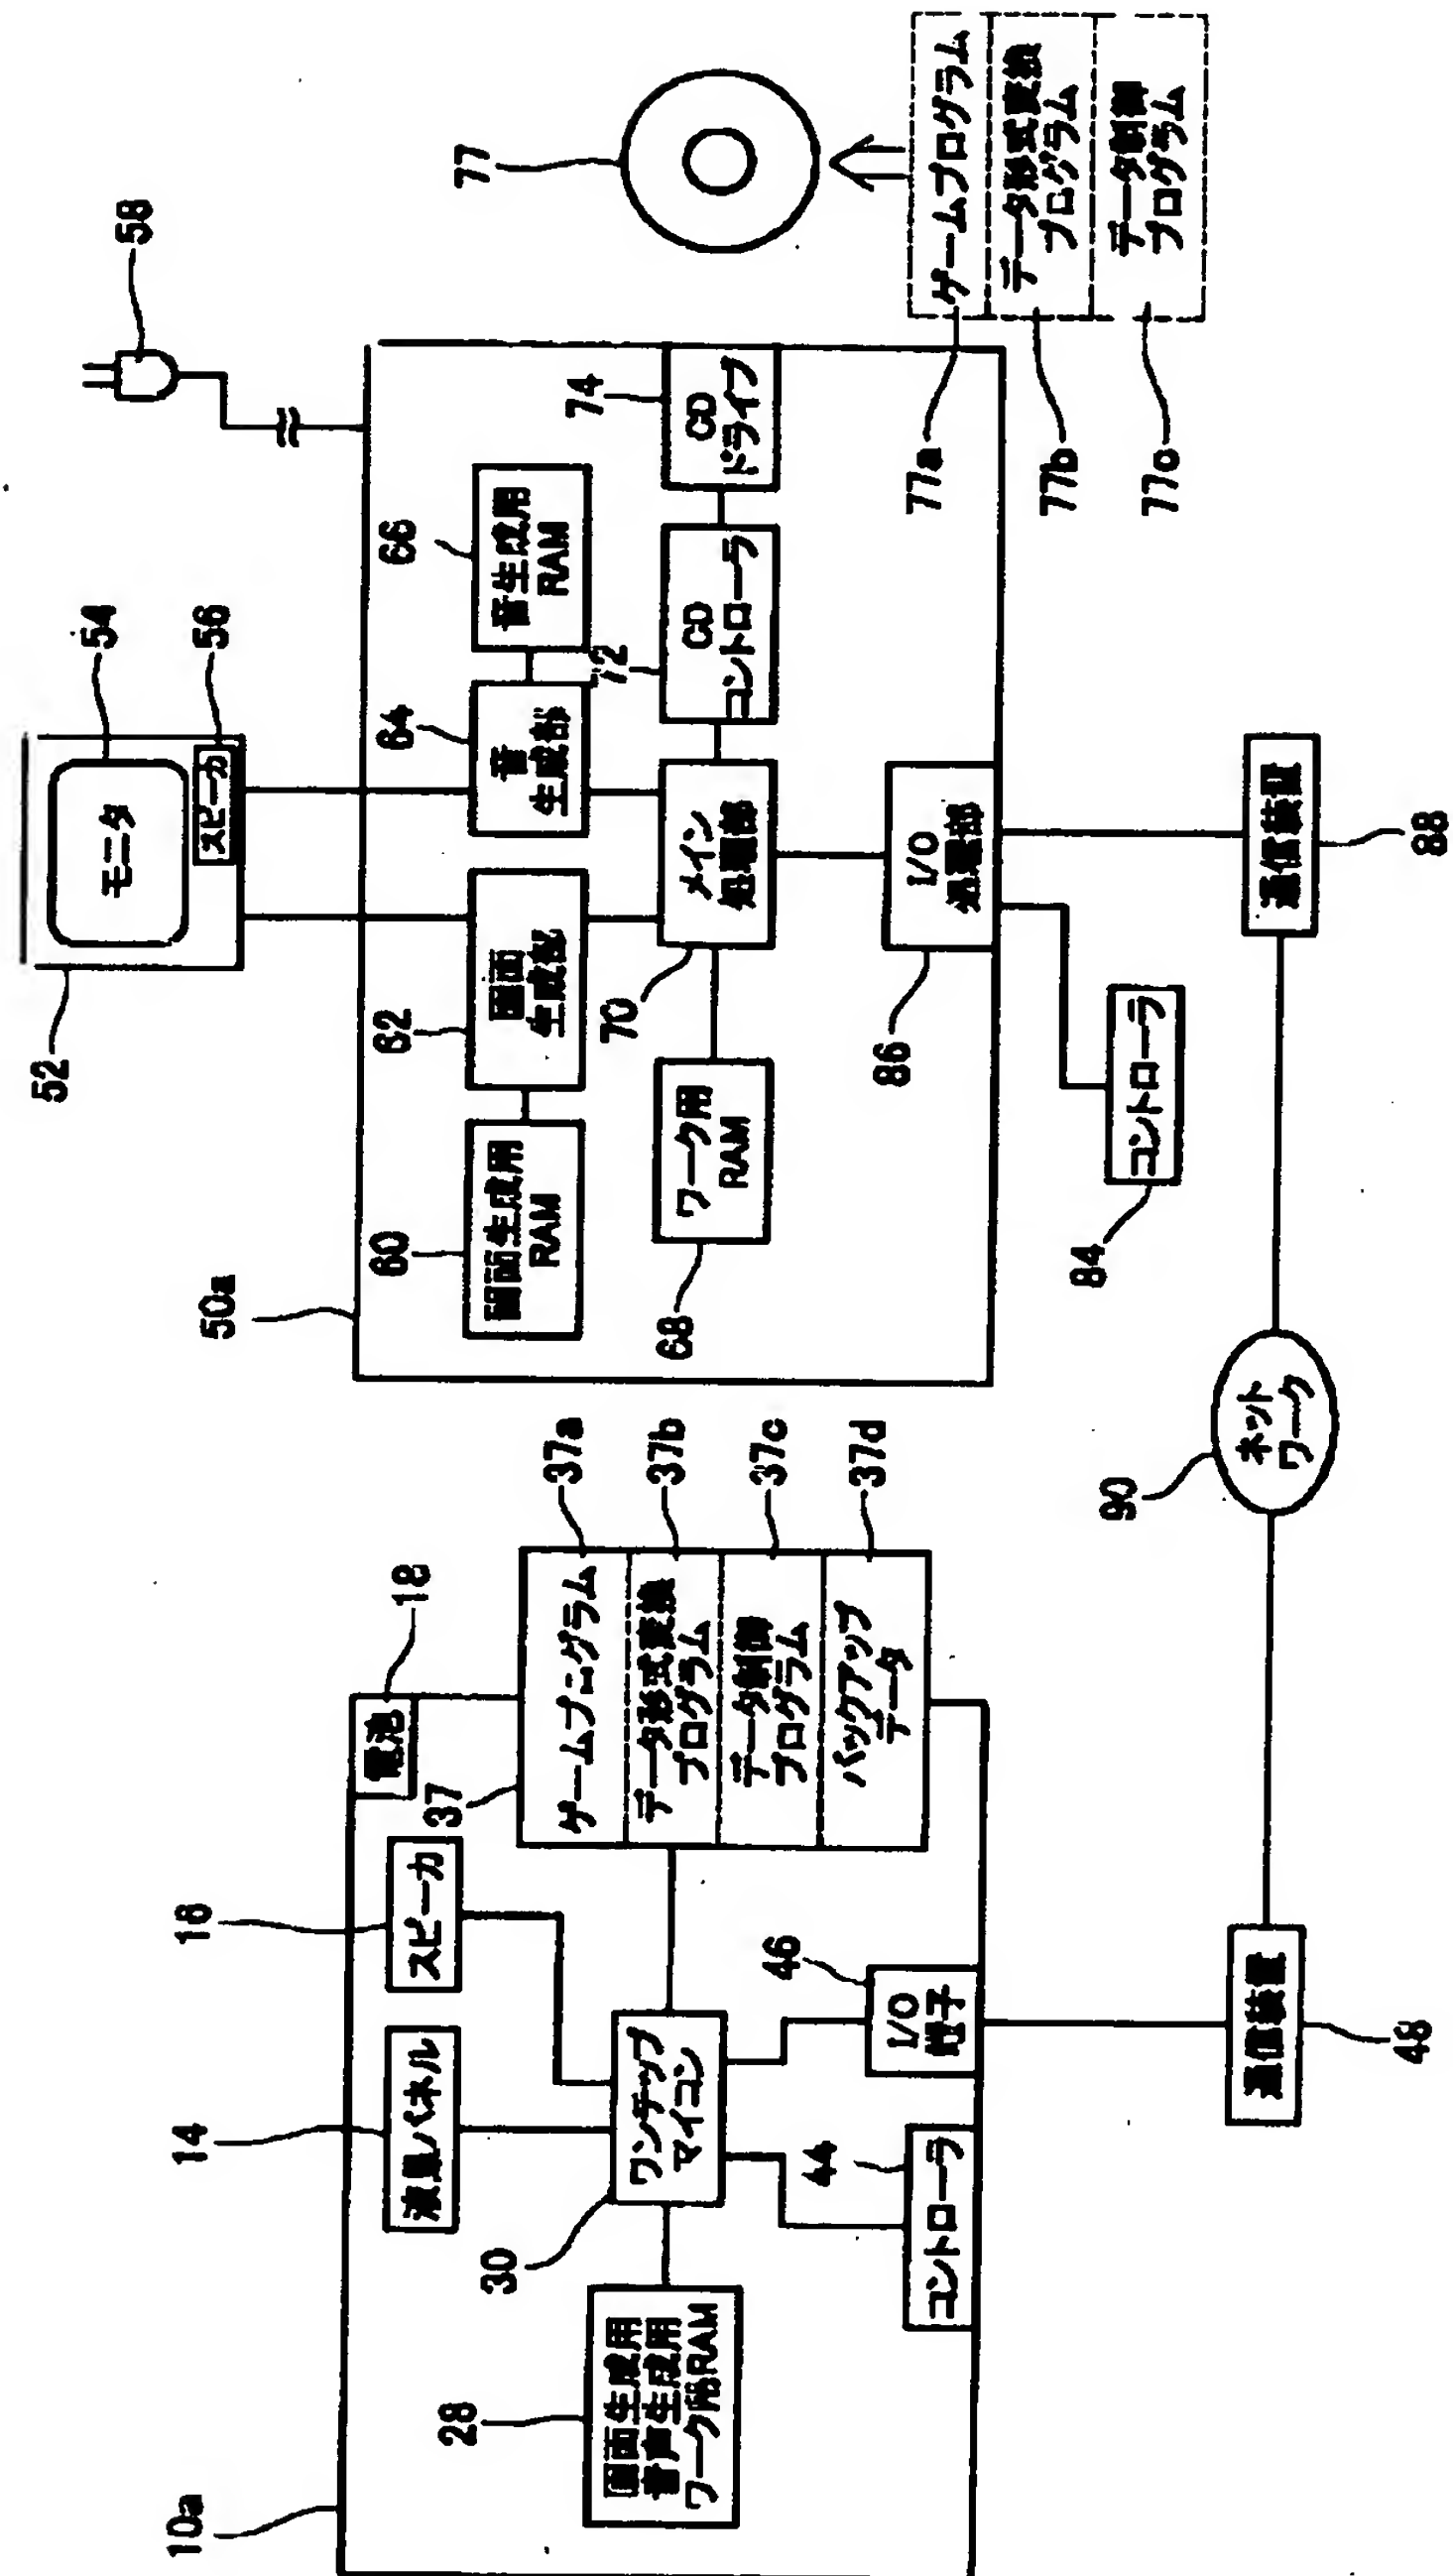 10a
14
液晶パネル
16
スピーカ
電池
18
28
画面生成用
音声生成用
ワーク用RAM
30
ワンチップ
マイコン
37
ゲームプログラム
37a
データ形式変換
プログラム
37b
データ制御
プログラム
37c
バックアップ
データ
37d
44
コントローラ
46
I/O
端子
通信装置
48
90
ネット
ワーク
50a
52
モニタ
54
スピーカ
56
58
60
画面生成用
RAM
62
画面
生成部
64
音
生成部
66
音生成用
RAM
68
ワーク用
RAM
70
メイン
処理部
72
CD
コントローラ
74
CD
ドライブ
77
ゲームプログラム
77a
データ形式変換
プログラム
77b
データ制御
プログラム
77c
86
I/O
処理部
84
コントローラ
通信装置
88